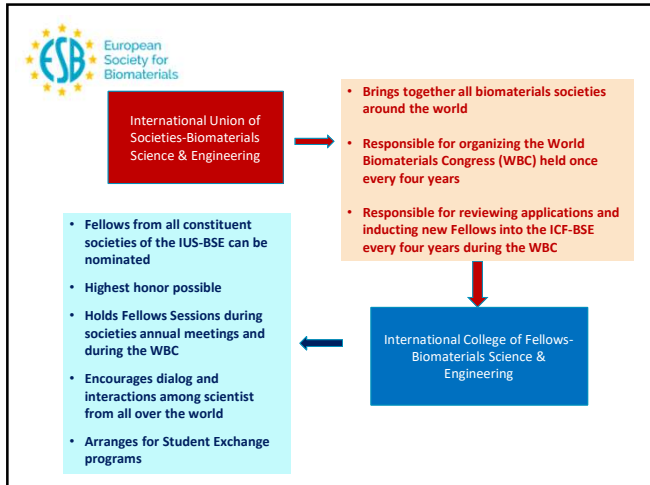 ESB
European
Society for
Biomaterials
International Union of
Societies-Biomaterials
Science & Engineering
• Brings together all biomaterials societies
around the world
• Responsible for organizing the World
Biomaterials Congress (WBC) held once
every four years
• Responsible for reviewing applications and
inducting new Fellows into the ICF-BSE
every four years during the WBC
International College of Fellows-
Biomaterials Science &
Engineering
• Fellows from all constituent
societies of the IUS-BSE can be
nominated
• Highest honor possible
• Holds Fellows Sessions during
societies annual meetings and
during the WBC
• Encourages dialog and
interactions among scientist
from all over the world
• Arranges for Student Exchange
programs